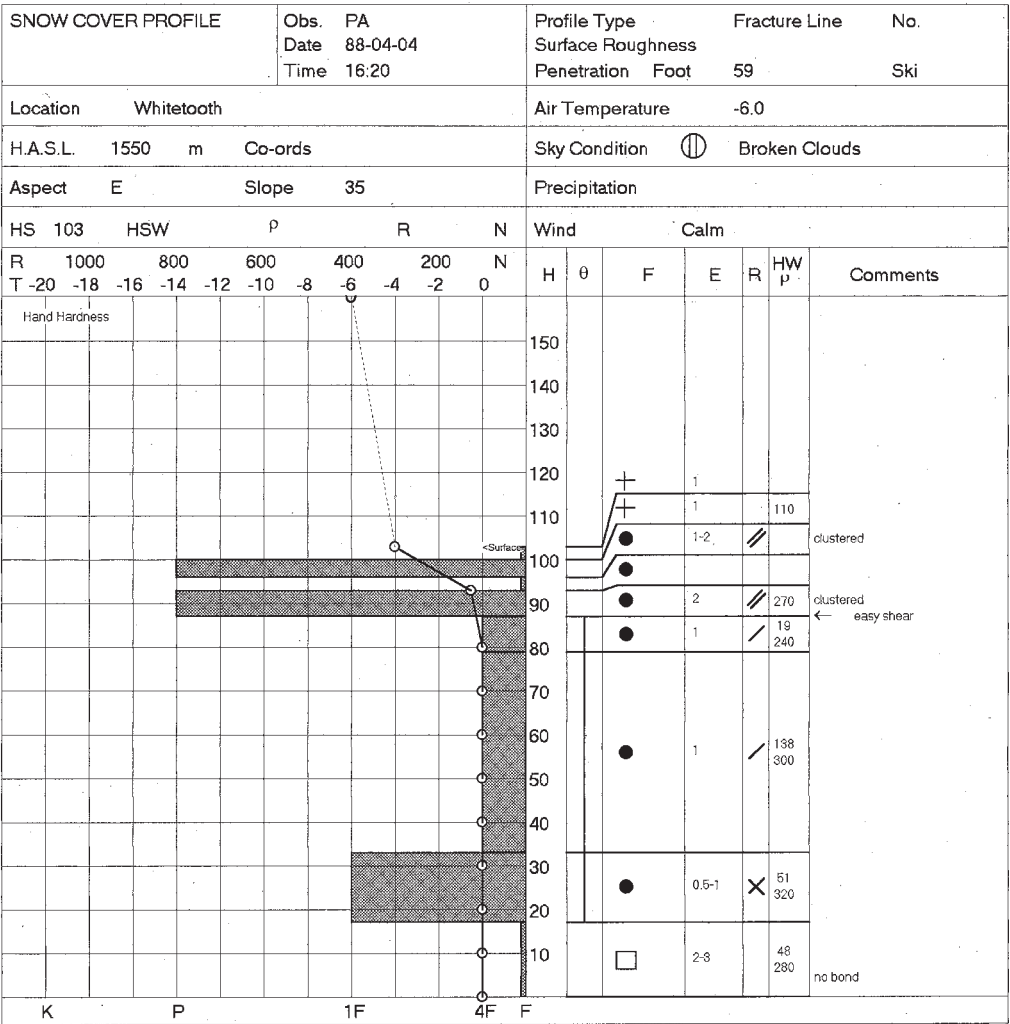 SNOW COVER PROFILE
Obs. PA
Date 88-04-04
Time 16:20
Profile Type Fracture Line No.
Surface Roughness
Penetration Foot 59 Ski
Location Whitetooth
Air Temperature -6.0
H.A.S.L. 1550 m Co-ords
Sky Condition Broken Clouds
Aspect E Slope 35
Precipitation
HS 103 HSW ρ R N
Wind Calm
R 1000 800 600 400 200 N
T -20 -18 -16 -14 -12 -10 -8 -6 -4 -2 0
H θ F E R HW ρ Comments
Hand Hardness
150
140
130
120
1
110
1 110
1-2 clustered
<Surface
100
90
2 270 clustered
← easy shear
1 19 240
80
70
60
1 138 300
50
40
30
0.5-1 51 320
20
10
2-3 48 280
no bond
K P 1F 4F F